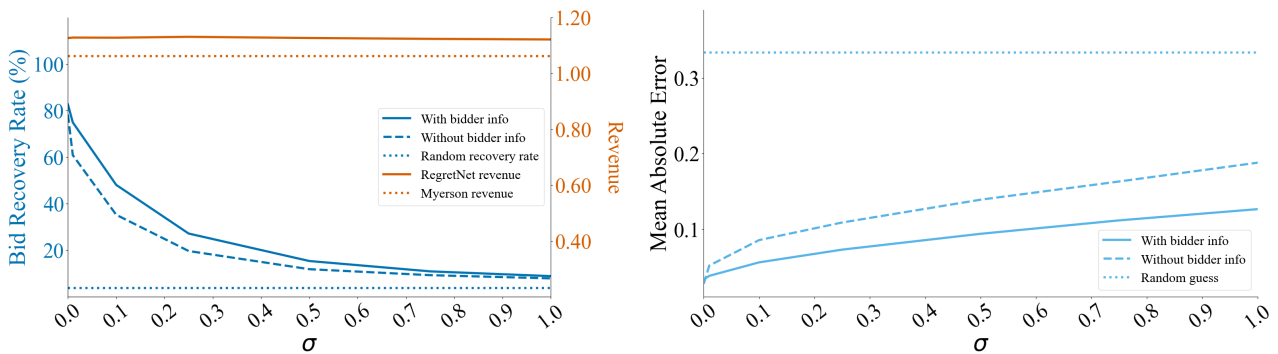 Bid Recovery Rate (%)
100
80
60
40
20
1.20
1.00
0.80
0.60
0.40
Revenue
With bidder info
Without bidder info
Random recovery rate
RegretNet revenue
Myerson revenue
0.0 0.1 0.2 0.3 0.4 0.5 0.6 0.7 0.8 0.9 1.0
σ
Mean Absolute Error
0.3
0.2
0.1
With bidder info
Without bidder info
Random guess
0.0 0.1 0.2 0.3 0.4 0.5 0.6 0.7 0.8 0.9 1.0
σ